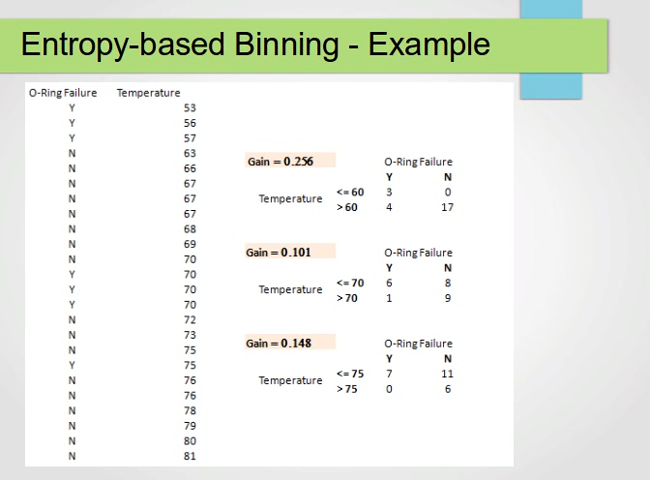 Entropy-based Binning - Example
O-Ring Failure Temperature
Y 53
Y 56
Y 57
N 63
N 66
N 67
N 67
N 67
N 68
N 69
N 70
Y 70
Y 70
Y 70
N 72
N 73
N 75
Y 75
N 76
N 76
N 78
N 79
N 80
N 81
Gain = 0.256 O-Ring Failure
Y N
<= 60 3 0
Temperature
> 60 4 17
Gain = 0.101 O-Ring Failure
Y N
<= 70 6 8
Temperature
> 70 1 9
Gain = 0.148 O-Ring Failure
Y N
<= 75 7 11
Temperature
> 75 0 6